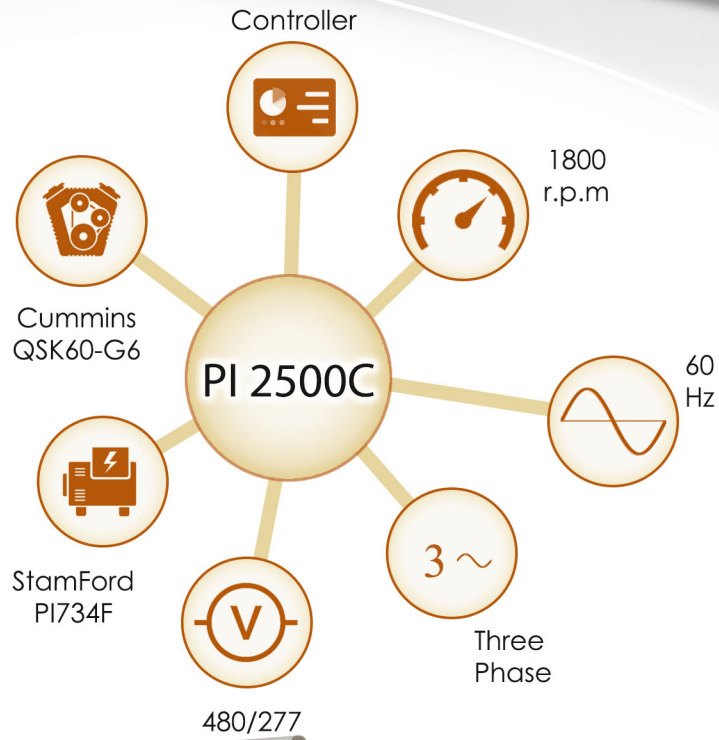 Controller
1800
r.p.m
Cummins
QSK60-G6
PI 2500C
60
Hz
StamFord
PI734F
V
3 ~
Three
Phase
480/277